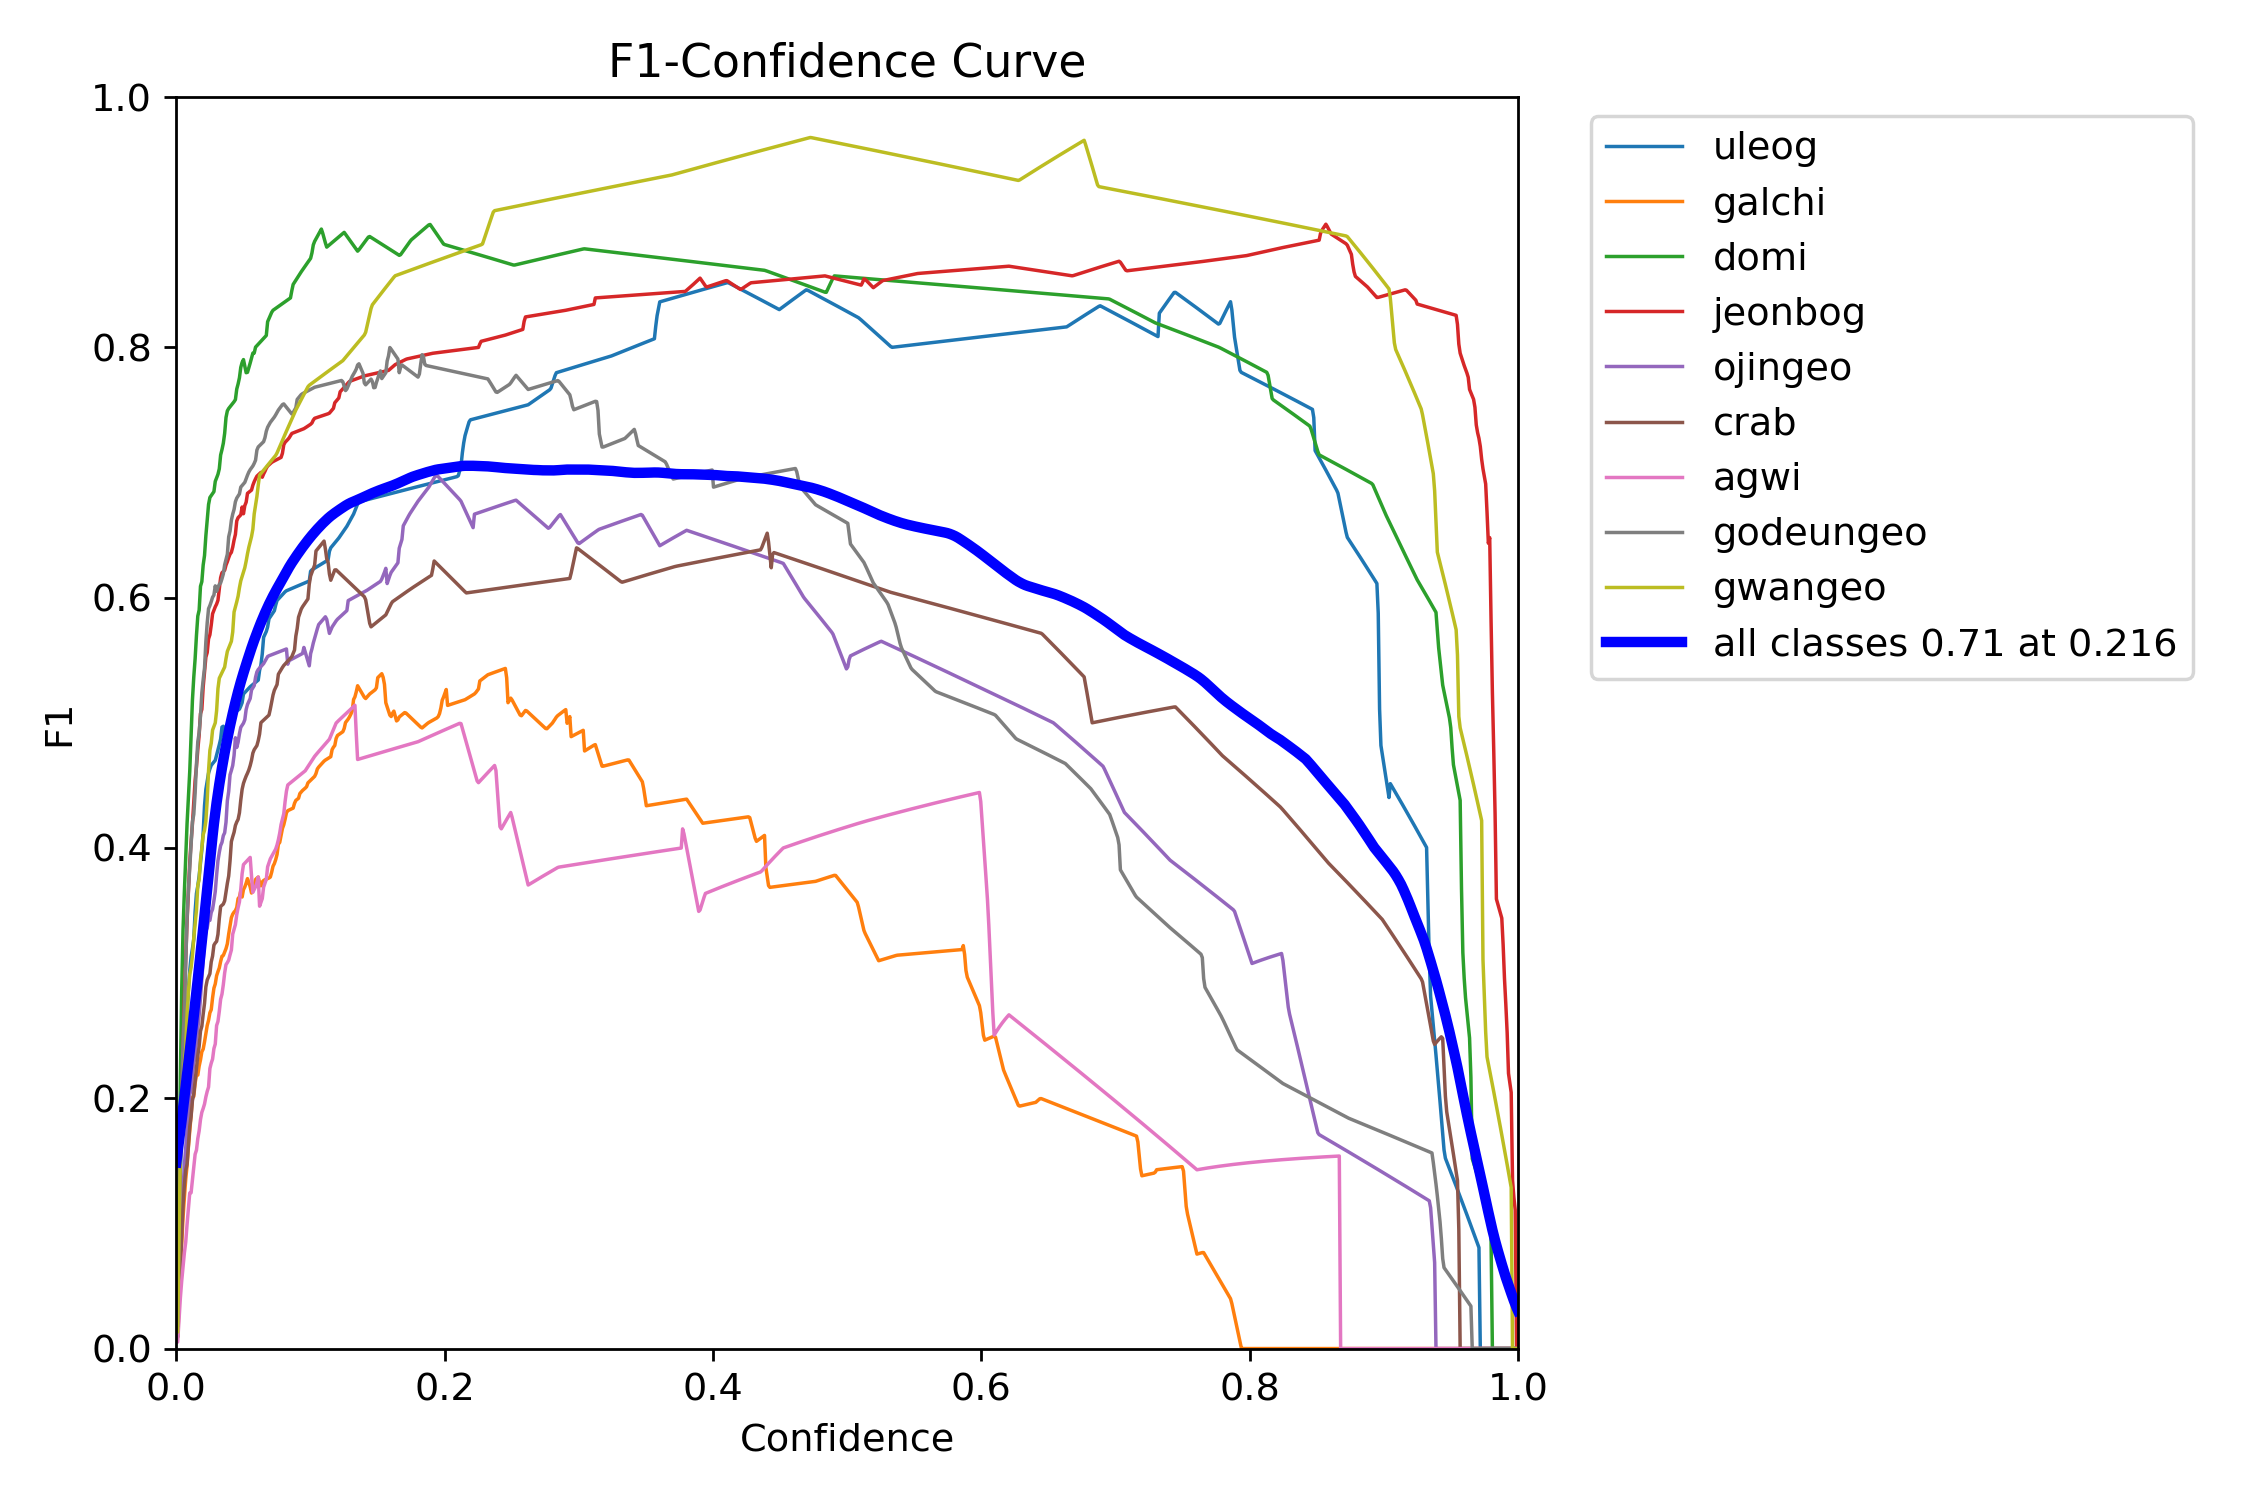 F1-Confidence Curve
1.0
0.8
0.6
0.4
0.2
0.0
F1
0.0 0.2 0.4 0.6 0.8 1.0
Confidence
uleog
galchi
domi
jeonbog
ojingeo
crab
agwi
godeungeo
gwangeo
all classes 0.71 at 0.216